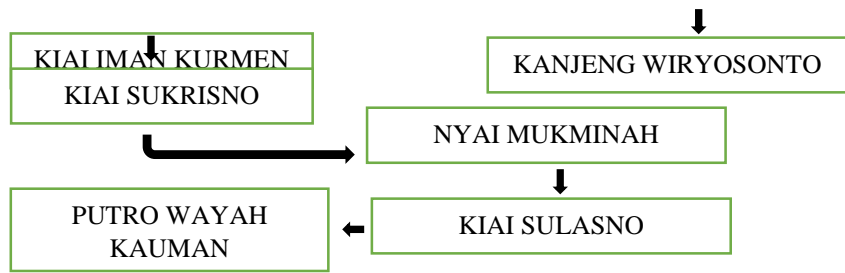 KIAI IMAN KURMEN
KIAI SUKRISNO
KANJENG WIRYOSONTO
NYAI MUKMINAH
PUTRO WAYAH
KAUMAN
KIAI SULASNO